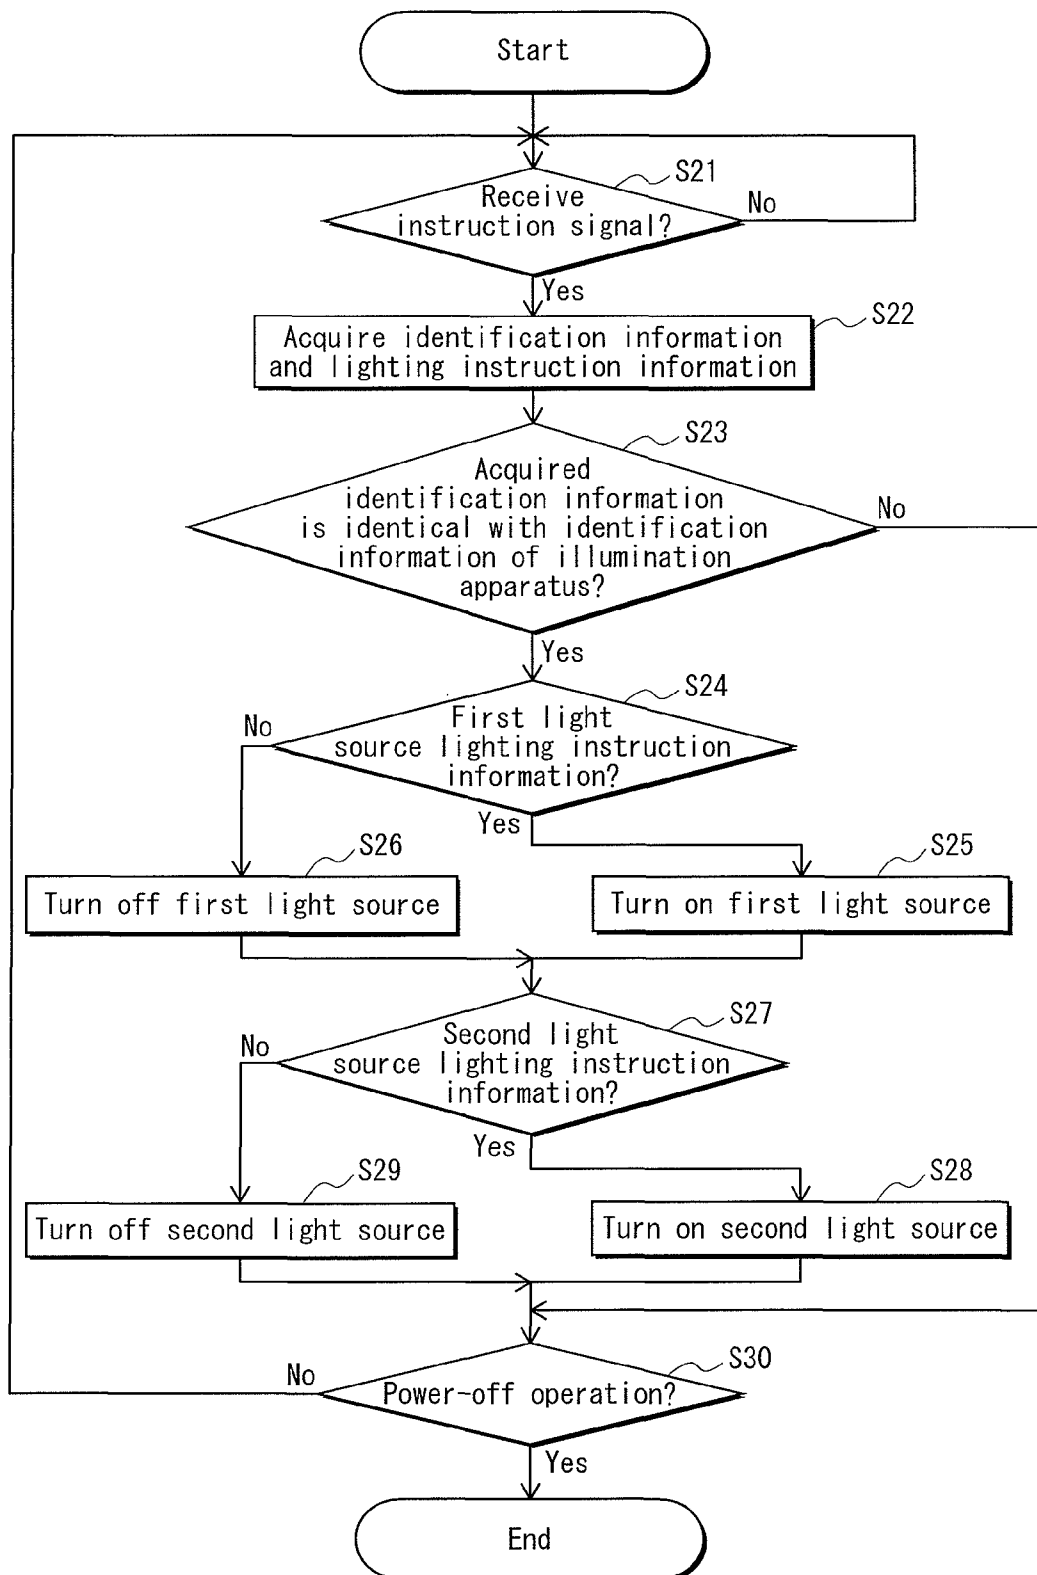 Start
S21
Receive
instruction signal?
No
Yes
S22
Acquire identification information
and lighting instruction information
S23
Acquired
identification information
is identical with identification
information of illumination
apparatus?
No
Yes
S24
First light
source lighting instruction
information?
No
Yes
S26
S25
Turn off first light source
Turn on first light source
S27
Second light
source lighting instruction
information?
No
Yes
S29
S28
Turn off second light source
Turn on second light source
S30
No
Power-off operation?
Yes
End